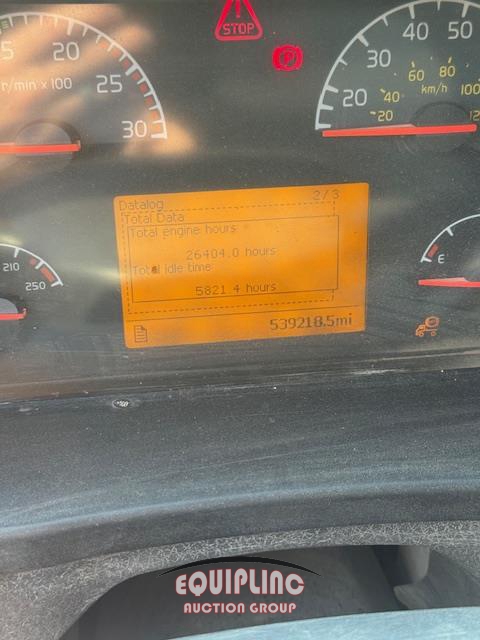 STOP
5 20 25 30
r/min x 100
20 30 40 50
20 40 60 80 100 12
km/h
Datalog 2/3
Total Data
Total engine hours
26404.0 hours
Total idle time
5821.4 hours
539218.5mi
210
250
E
EQUIPLINC
AUCTION GROUP